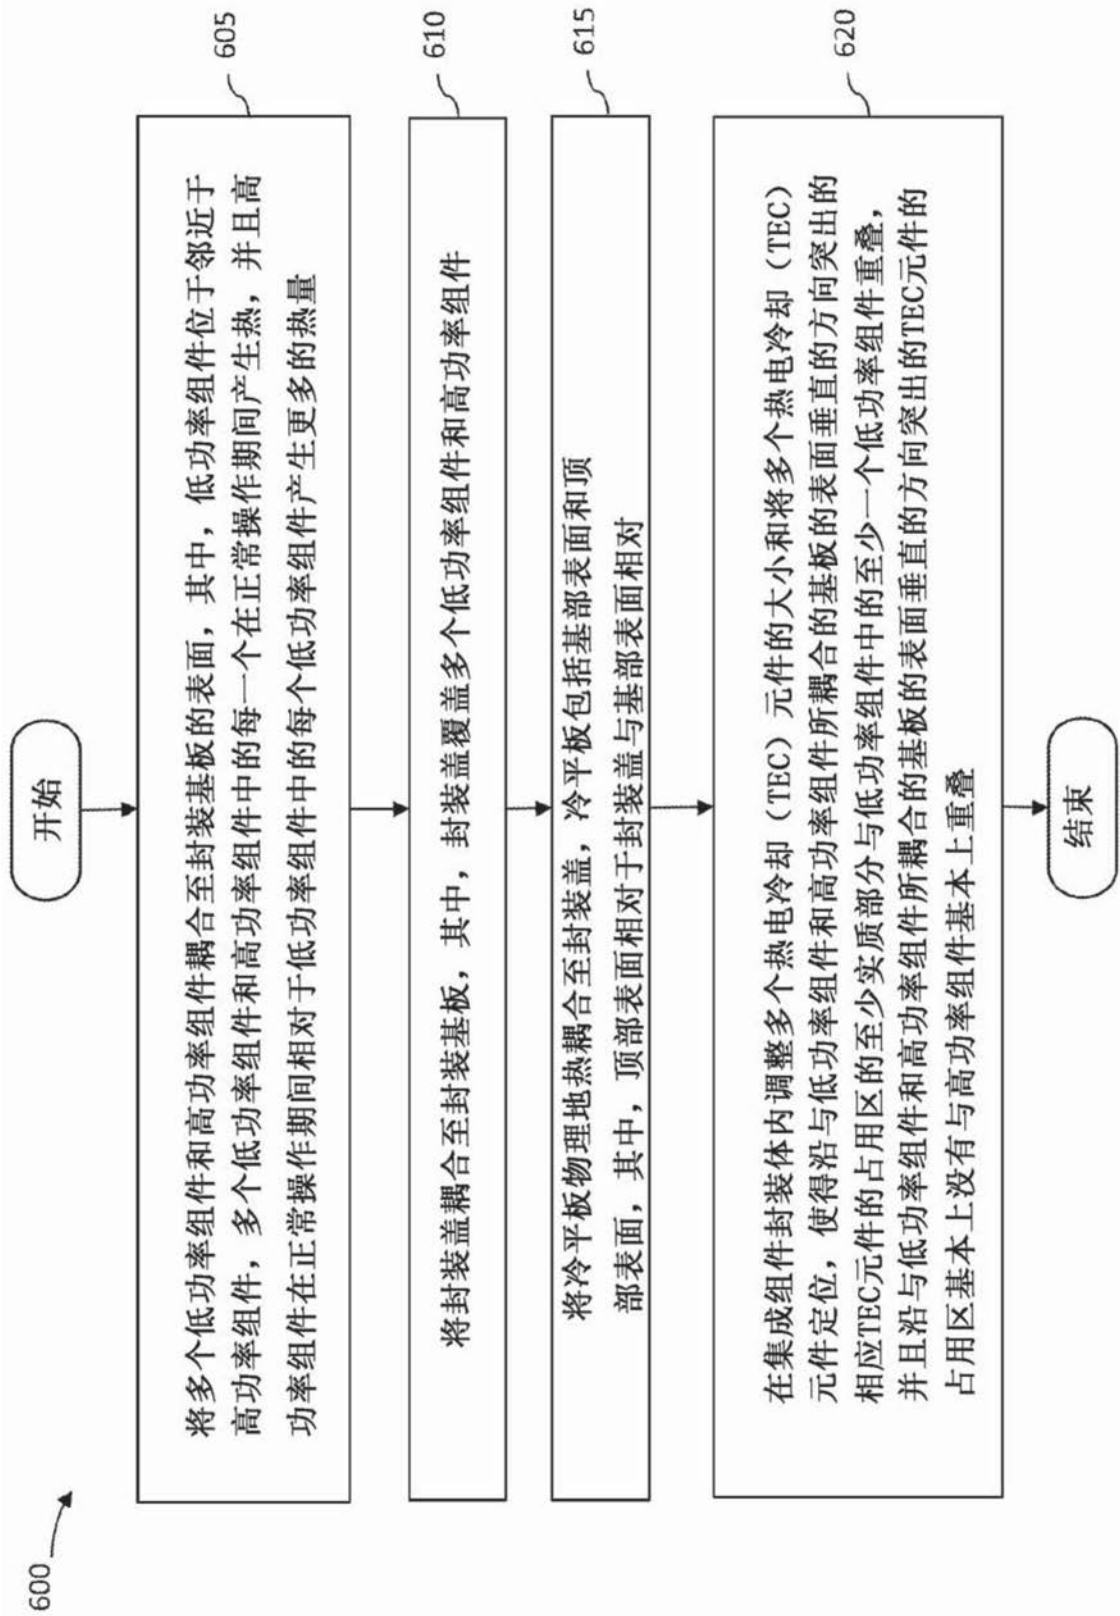 600
开始
将多个低功率组件和高功率组件耦合至封装基板的表面，其中，低功率组件位于邻近于
高功率组件，多个低功率组件和高功率组件中的每一个在正常操作期间产生热，并且高
功率组件在正常操作期间相对于低功率组件中的每个低功率组件产生更多的热量
605
将封装盖耦合至封装基板，其中，封装盖覆盖多个低功率组件和高功率组件
610
将冷平板物理地热耦合至封装盖，冷平板包括基部表面和顶
部表面，其中，顶部表面相对于封装盖与基部表面相对
615
在集成组件封装体内调整多个热电冷却（TEC）元件的大小和将多个热电冷却（TEC）
元件定位，使得沿与低功率组件和高功率组件所耦合的基板的表面垂直的方向突出的
相应TEC元件的占用区的至少实质部分与低功率组件中的至少一个低功率组件重叠，
并且沿与低功率组件和高功率组件所耦合的基板的表面垂直的方向突出的TEC元件的
占用区基本上没有与高功率组件基本上重叠
620
结束